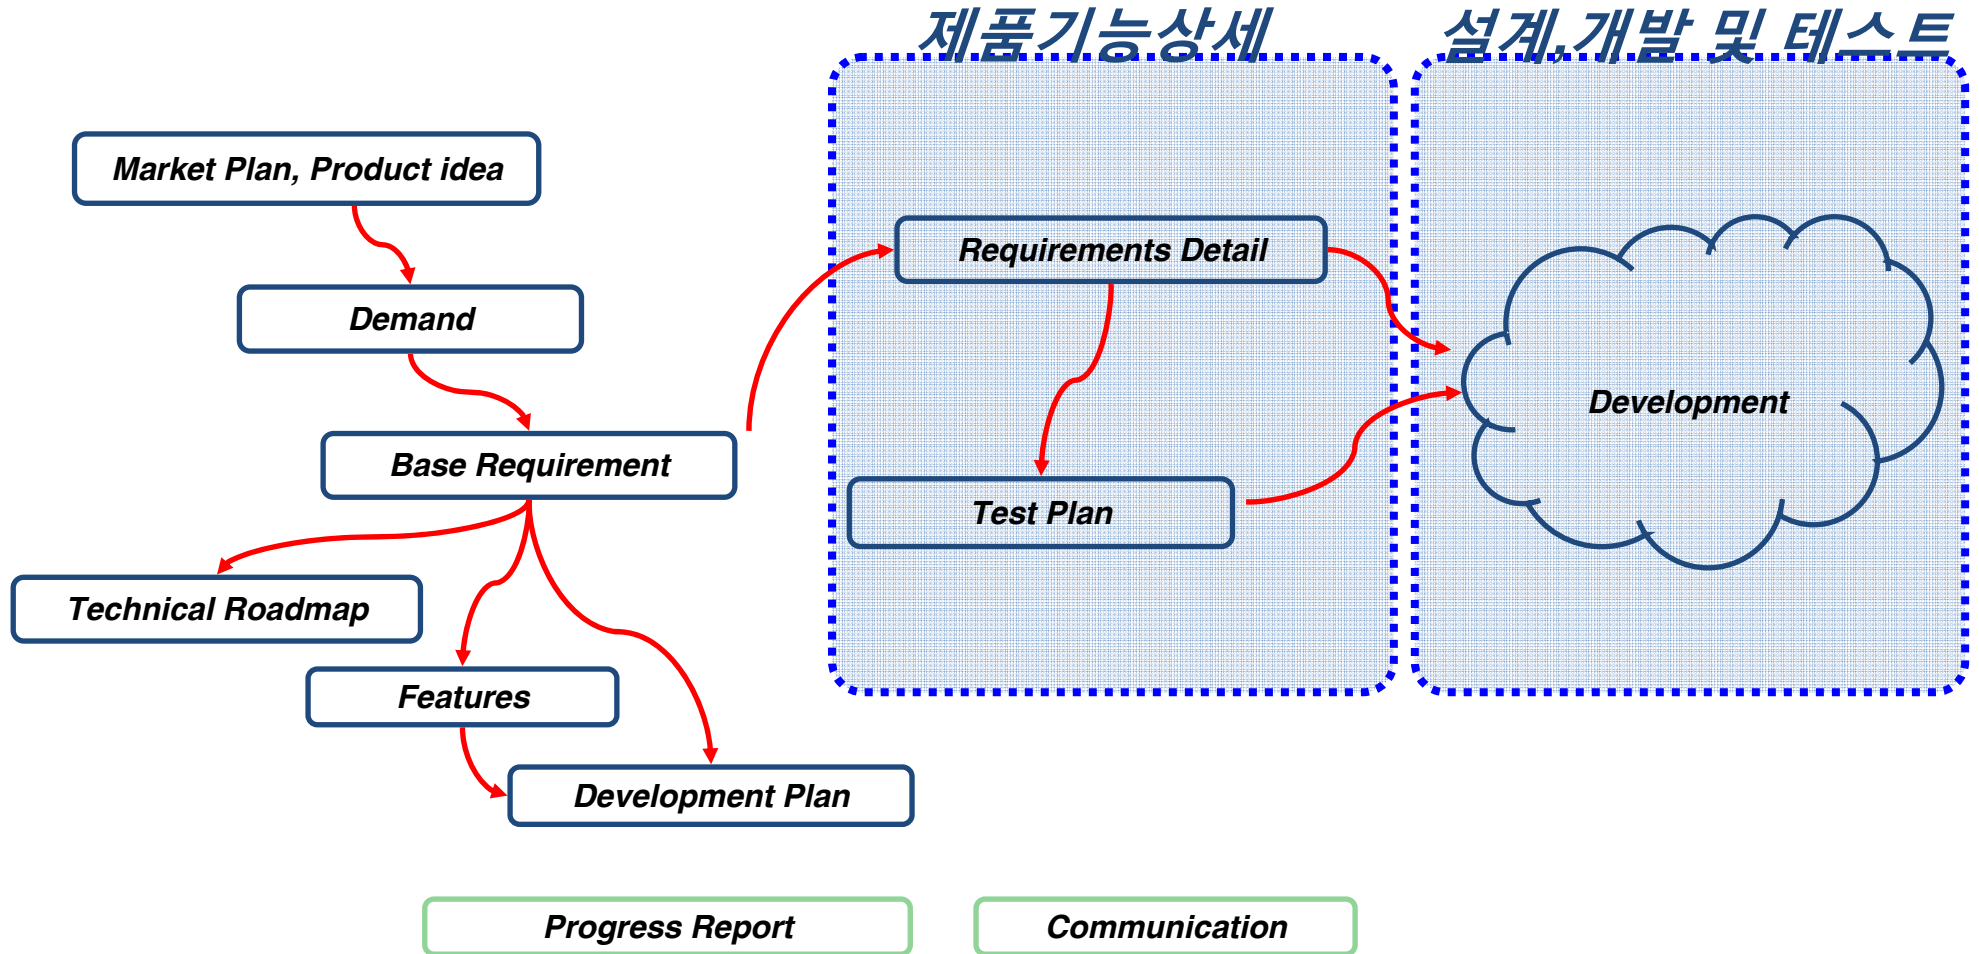 제품기능상세
설계,개발 및 테스트
Market Plan, Product idea
Demand
Base Requirement
Technical Roadmap
Features
Development Plan
Requirements Detail
Test Plan
Development
Progress Report
Communication